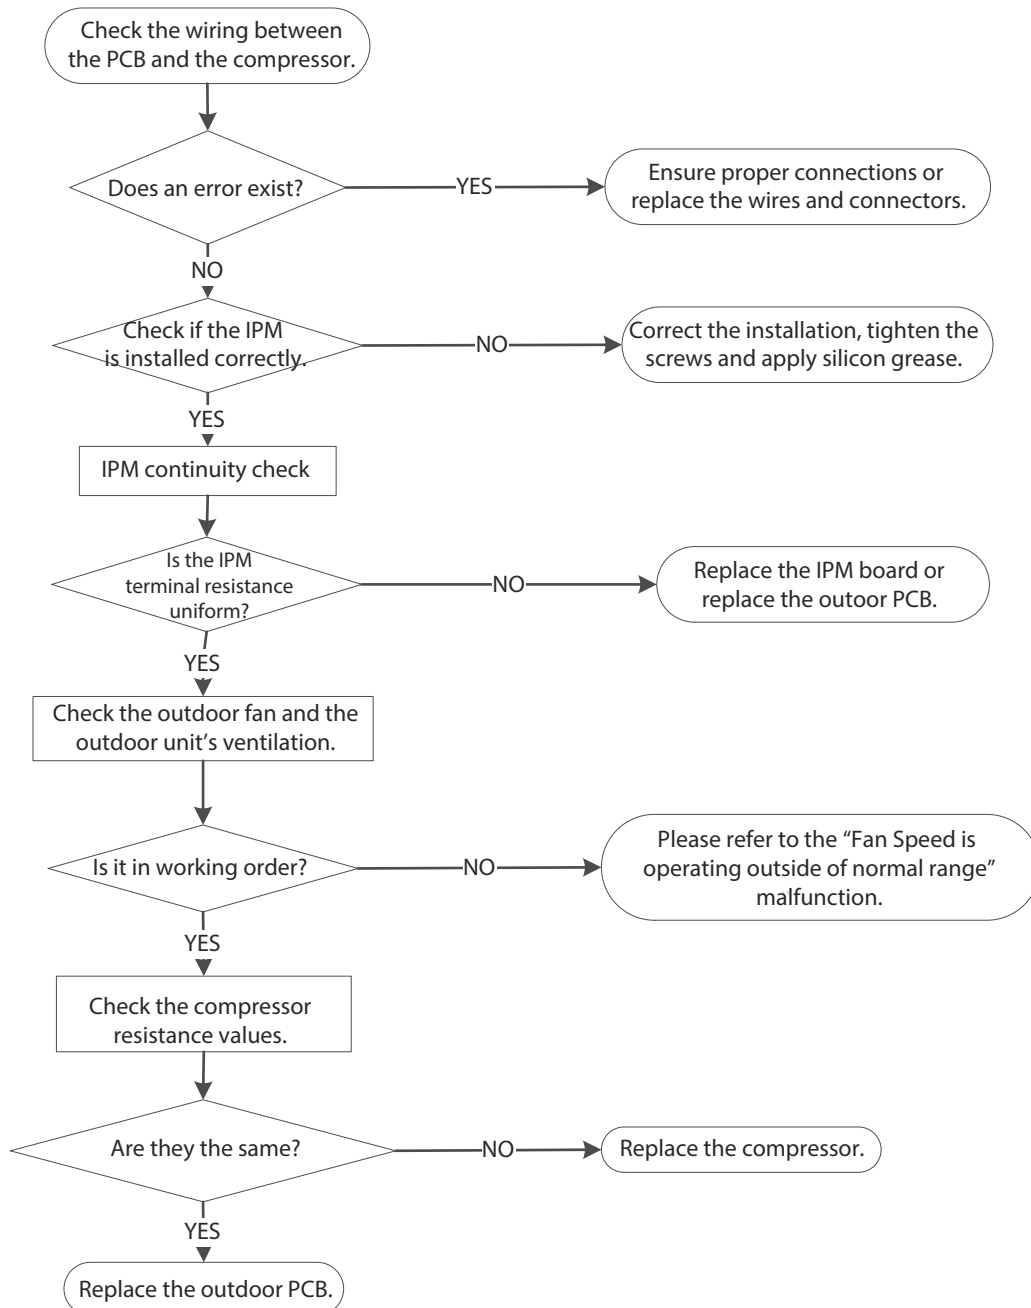 Check the wiring between
the PCB and the compressor.
Does an error exist?
YES
Ensure proper connections or
replace the wires and connectors.
NO
Check if the IPM
is installed correctly.
NO
Correct the installation, tighten the
screws and apply silicon grease.
YES
IPM continuity check
Is the IPM
terminal resistance
uniform?
NO
Replace the IPM board or
replace the outoor PCB.
YES
Check the outdoor fan and the
outdoor unit’s ventilation.
Is it in working order?
NO
Please refer to the “Fan Speed is
operating outside of normal range”
malfunction.
YES
Check the compressor
resistance values.
Are they the same?
NO
Replace the compressor.
YES
Replace the outdoor PCB.